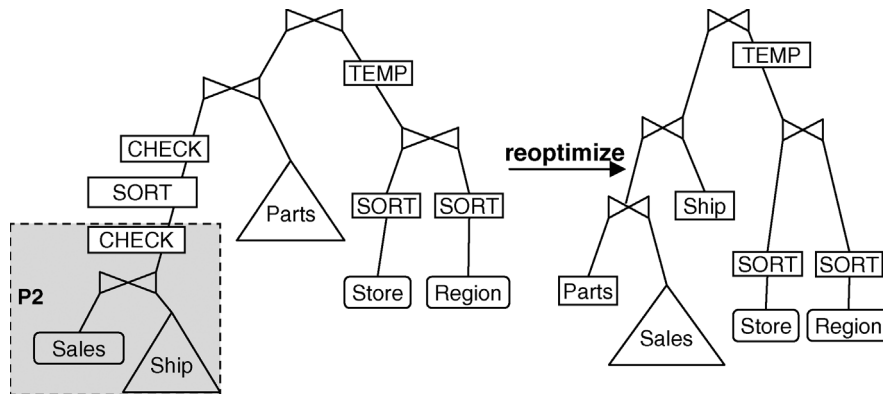 TEMP
CHECK
SORT
CHECK
P2
Sales
Ship
Parts
SORT
SORT
Store
Region
reoptimize
TEMP
Ship
Parts
Sales
SORT
SORT
Store
Region